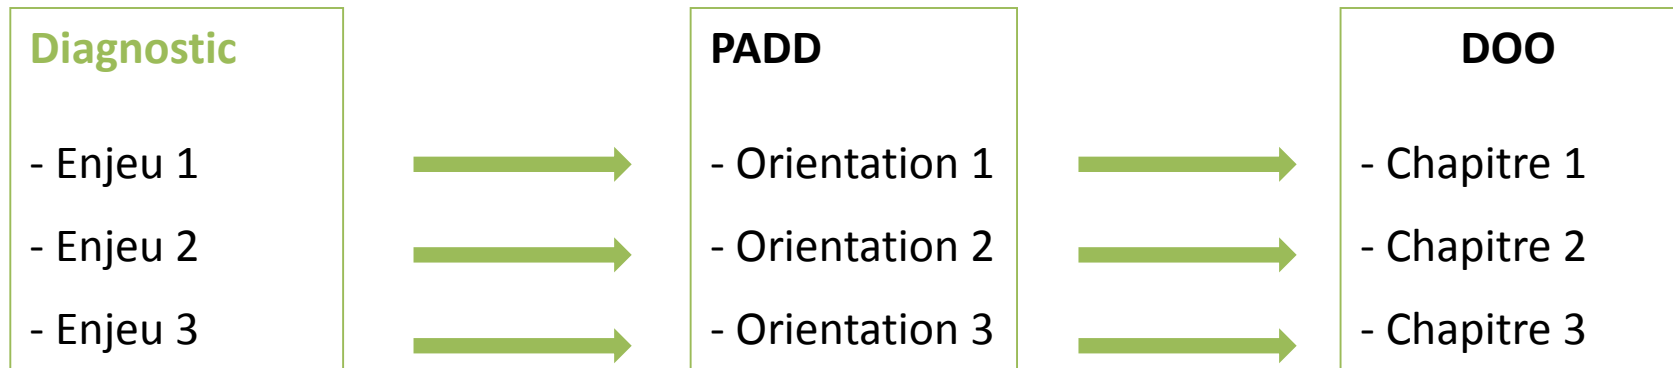 Diagnostic
- Enjeu 1
- Enjeu 2
- Enjeu 3
PADD
- Orientation 1
- Orientation 2
- Orientation 3
DOO
- Chapitre 1
- Chapitre 2
- Chapitre 3